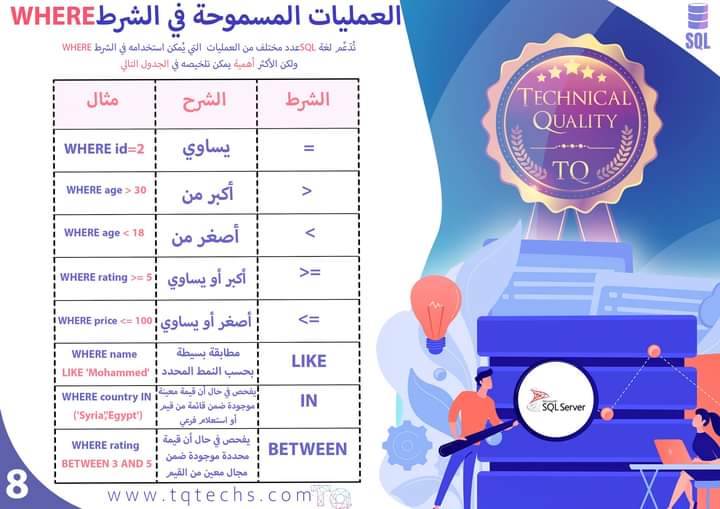 العمليات المسموحة في الشرط WHERE
تُدعُم لغة SQL عدد مختلف من العمليات التي يُمكن استخدامه في الشرط WHERE
ولكن الأكثر أهمية يمكن تلخيصه في الجدول التالي
الشرط الشرح مثال
= يساوي WHERE id=2
> أكبر من WHERE age > 30
< أصغر من WHERE age < 18
>= أكبر أو يساوي WHERE rating >= 5
<= أصغر أو يساوي WHERE price <= 100
LIKE
مطابقة بسيطة
بحسب النمط المحدد
WHERE name
LIKE 'Mohammed'
IN
يفحص في حال أن قيمة معينة
موجودة ضمن قائمة من قيم
أو استعلام فرعي
WHERE country IN
('Syria','Egypt')
BETWEEN
يفحص في حال أن قيمة
محددة موجودة ضمن
مجال معين من القيم
WHERE rating
BETWEEN 3 AND 5
8
www.tqtechs.com
TQ
SQL
TECHNICAL
QUALITY
TQ
SQL Server